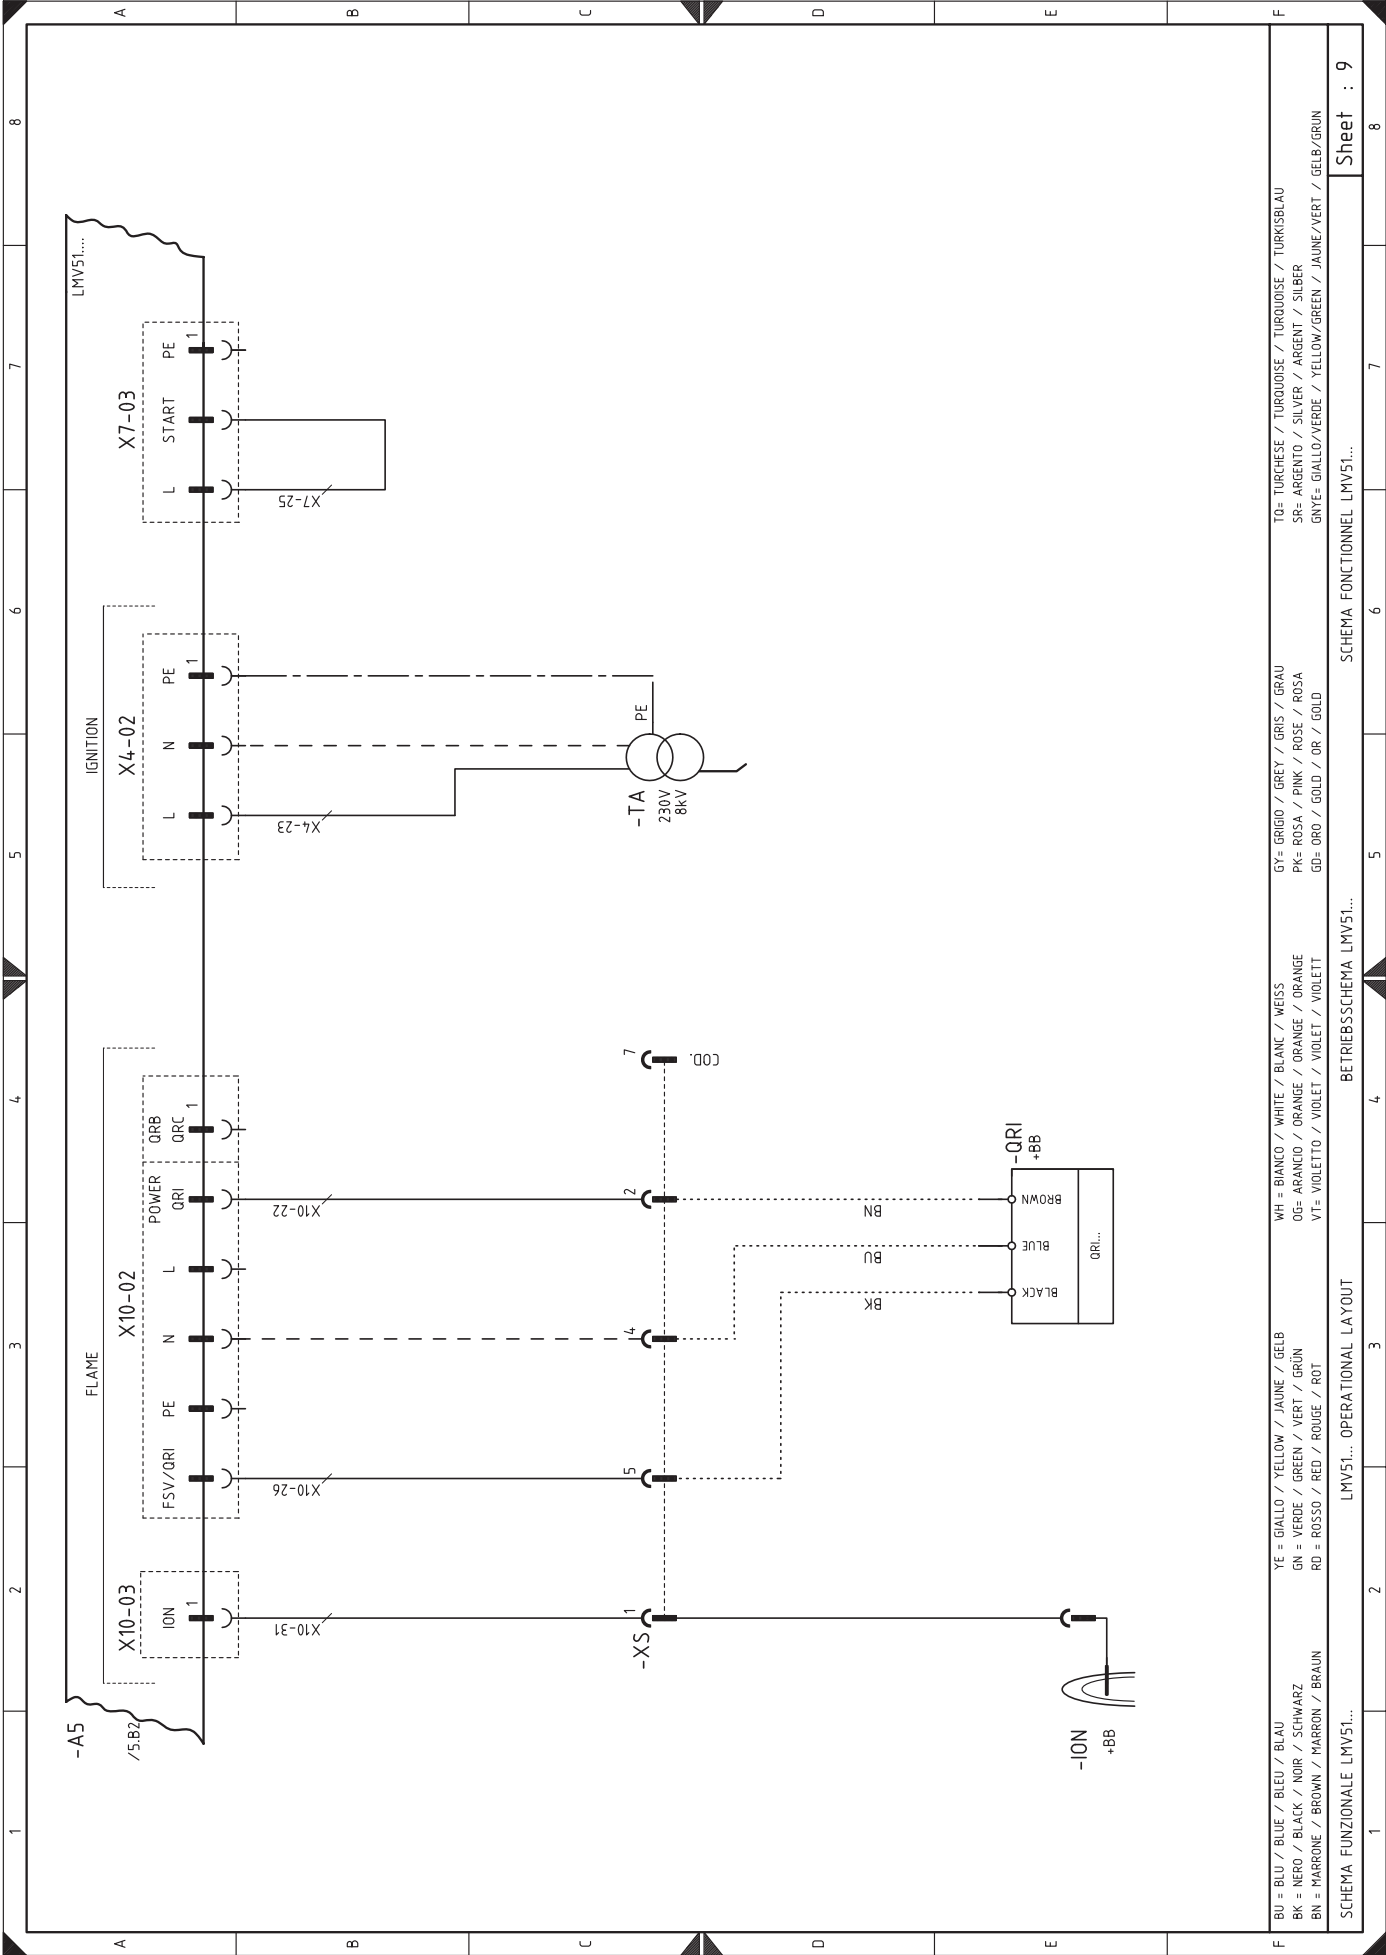 1 2 3 4 5 6 7 8
A A
B B
C C
D D
E E
F F
-A5
/5.B2
LMV51....
FLAME
IGNITION
X10-03
X10-02
X4-02
X7-03
ION 1
FSV/QRI
PE
N
L
POWER
QRI
QRB
QRC 1
L N PE 1
L START PE 1
X10-31
X10-26
X10-22
X4-23
X7-25
-XS
1 5 4 2 7
COD.
-TA
230V
8kV
PE
BK
BU
BN
BLACK
BLUE
BROWN
QRI...
-QRI
+BB
-ION
+BB
BU = BLU / BLUE / BLEU / BLAU
BK = NERO / BLACK / NOIR / SCHWARZ
BN = MARRONE / BROWN / MARRON / BRAUN
YE = GIALLO / YELLOW / JAUNE / GELB
GN = VERDE / GREEN / VERT / GRÜN
RD = ROSSO / RED / ROUGE / ROT
WH = BIANCO / WHITE / BLANC / WEISS
OG= ARANCIO / ORANGE / ORANGE / ORANGE
VT= VIOLETTO / VIOLET / VIOLET / VIOLETT
GY= GRIGIO / GREY / GRIS / GRAU
PK= ROSA / PINK / ROSE / ROSA
GD= ORO / GOLD / OR / GOLD
TQ= TURCHESE / TURQUOISE / TURQUOISE / TURKISBLAU
SR= ARGENTO / SILVER / ARGENT / SILBER
GNYE= GIALLO/VERDE / YELLOW/GREEN / JAUNE/VERT / GELB/GRUN
SCHEMA FUNZIONALE LMV51...
LMV51... OPERATIONAL LAYOUT
BETRIEBSSCHEMA LMV51...
SCHEMA FONCTIONNEL LMV51...
Sheet : 9
1 2 3 4 5 6 7 8